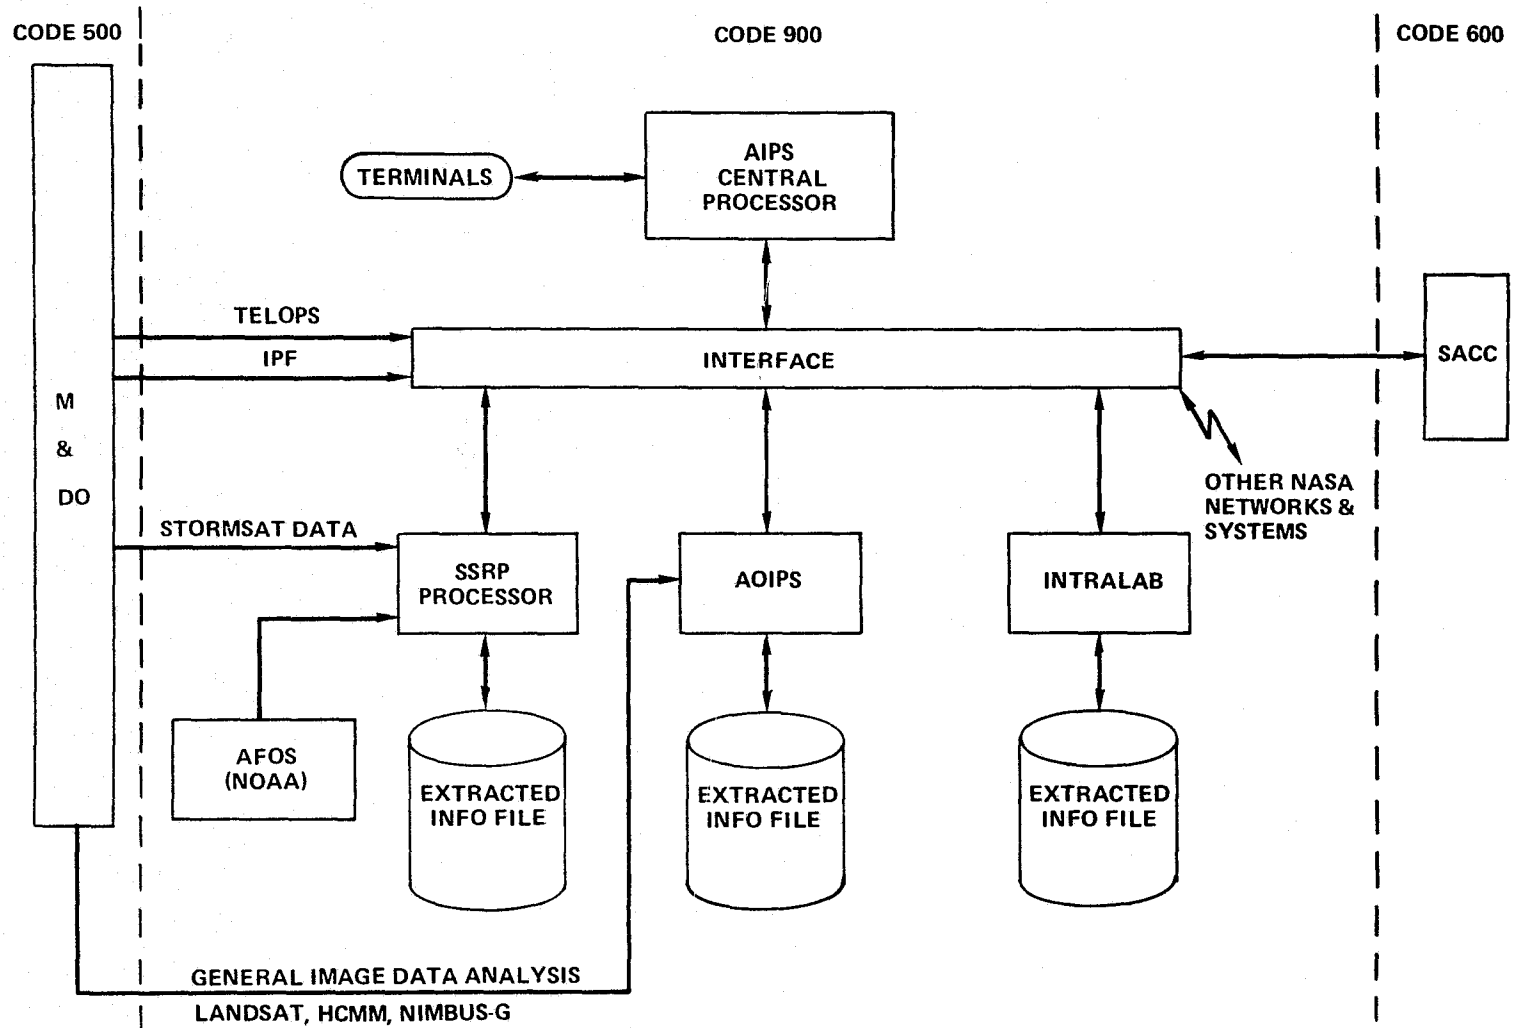 CODE 500
CODE 900
CODE 600
AIPS
CENTRAL
PROCESSOR
TERMINALS
TELOPS
IPF
INTERFACE
SACC
M
&
DO
OTHER NASA
NETWORKS &
SYSTEMS
STORMSAT DATA
SSRP
PROCESSOR
AOIPS
INTRALAB
AFOS
(NOAA)
EXTRACTED
INFO FILE
EXTRACTED
INFO FILE
EXTRACTED
INFO FILE
GENERAL IMAGE DATA ANALYSIS
LANDSAT, HCMM, NIMBUS-G